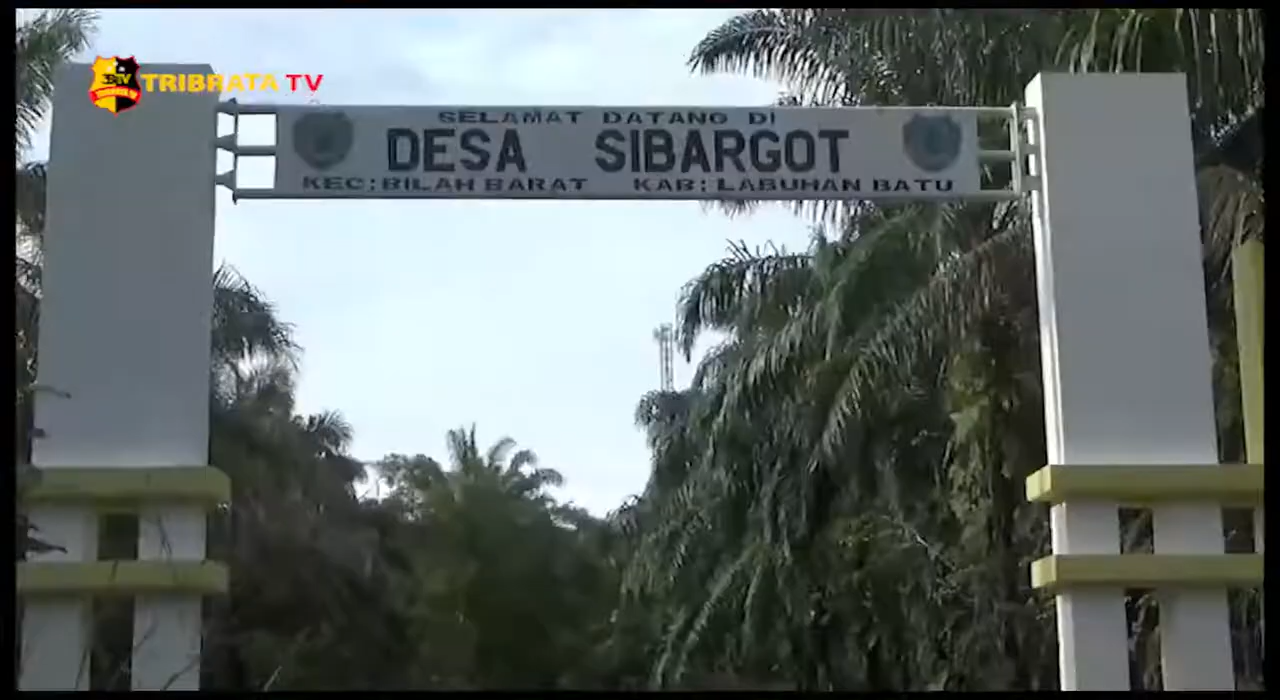 TRIBRATA TV
SELAMAT DATANG DI
DESA SIBARGOT
KEC:BILAH BARAT KAB:LABUHAN BATU